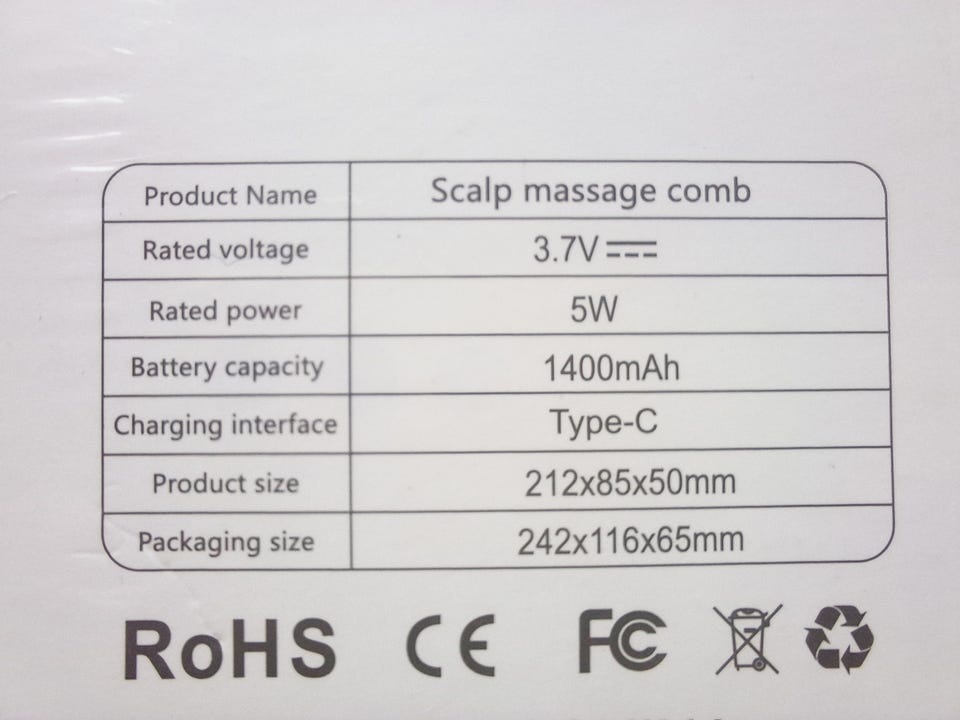 Product Name Scalp massage comb
Rated voltage 3.7V
Rated power 5W
Battery capacity 1400mAh
Charging interface Type-C
Product size 212x85x50mm
Packaging size 242x116x65mm
RoHS CE FC